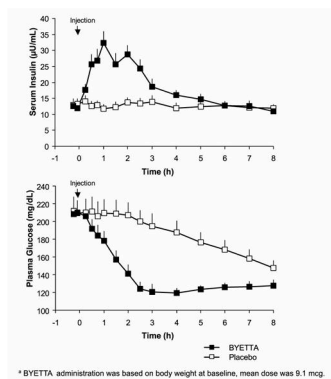 Injection
Serum Insulin (µU/mL)
40
35
30
25
20
15
10
-1 0 1 2 3 4 5 6 7 8
Time (h)
Injection
Plasma Glucose (mg/dL)
220
200
180
160
140
120
100
-1 0 1 2 3 4 5 6 7 8
Time (h)
BYETTA
Placebo
ª BYETTA administration was based on body weight at baseline, mean dose was 9.1 mcg.